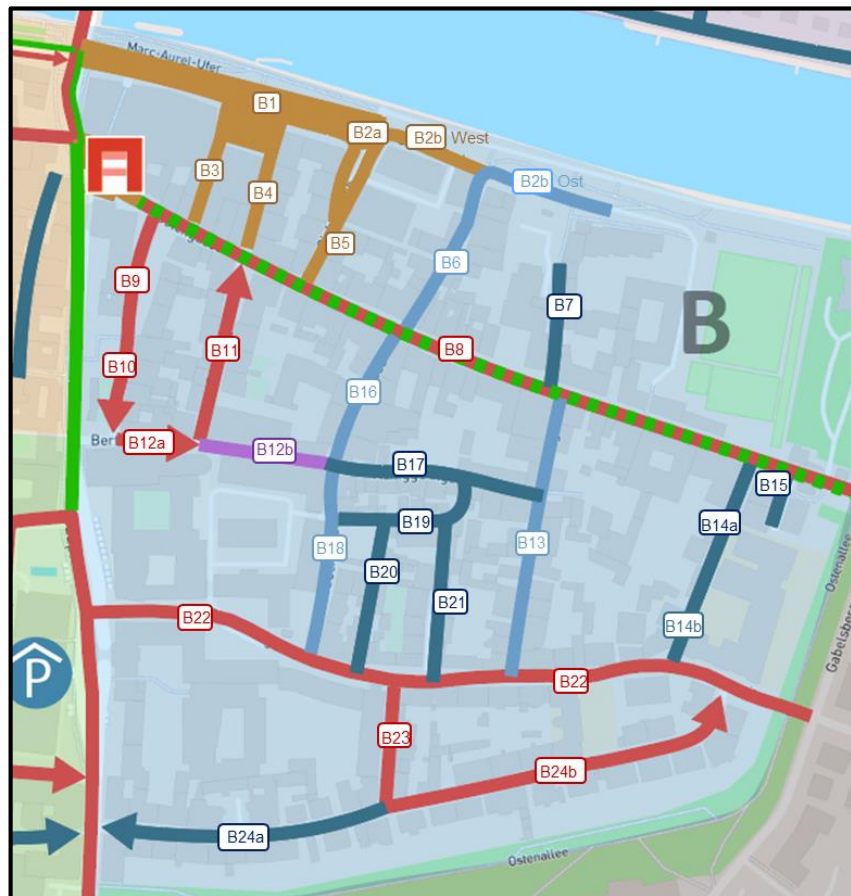 Marc-Aurel-Ufer
B1
B2a
B2b West
B3
B4
B2b Ost
B5
B6
B9
B7
B
B11
B8
B10
B16
Ber
B12a
B12b
B17
B15
B19
B14a
B18
B13
B20
B21
Ostenallee
B22
B14b
Gabelsberg
P
B22
B23
B24b
B24a
Ostenallee